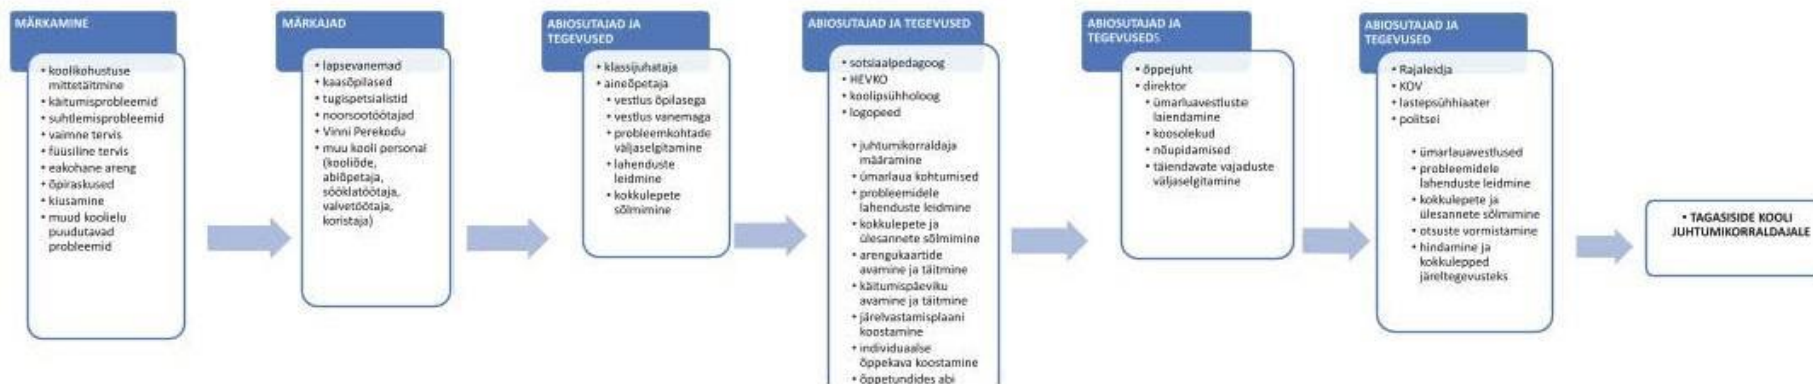 MÄRKAMINE
• koolikohustuse
mittetäitmine
• käitumisprobleemid
• suhtlemisprobleemid
• vaimne tervis
• füüsiline tervis
• eakohane areng
• õpiraskused
• kiusamine
• muud koolielu
puudutavad
probleemid
MÄRKAJAD
• lapsevanemad
• kaasõpilased
• tugispetsialistid
• noorsootöötajad
• Vinni Perekodu
• muu kooli personal
(kooliõde,
abiõpetaja,
sööklatöötaja,
valvetöötaja,
koristaja)
ABIOSUTAJAD JA
TEGEVUSED
• klassijuhataja
• aineõpetaja
• vestlus õpilasega
• vestlus vanemaga
• probleemkohtade
väljaselgitamine
• lahenduste
leidmine
• kokkulepete
sõlmimine
ABIOSUTAJAD JA TEGEVUSED
• sotsiaalpedagoog
• HEVKO
• koolipsühholoog
• logopeed
• juhtumikorraldaja
määramine
• ümarlaua kohtumised
• probleemidele
lahenduste leidmine
• kokkulepete ja
ülesannete sõlmimine
• arengukaartide
avamine ja täitmine
• käitumispäeviku
avamine ja täitmine
• järelvastamisplaani
koostamine
• individuaalse
õppekava koostamine
• õppetundides abi
ABIOSUTAJAD JA
TEGEVUSEDS
• õppejuht
• direktor
• ümarluavestluste
laiendamine
• koosolekud
• nõupidamised
• täiendavate vajaduste
väljaselgitamine
ABIOSUTAJAD JA
TEGEVUSED
• Rajaleidja
• KOV
• lastepsühhiaater
• politsei
• ümarlauavestlused
• probleemidele
lahenduste leidmine
• kokkulepete ja
ülesannete sõlmimine
• otsuste vormistamine
• hindamine ja
kokkulepped
järeltegevusteks
• TAGASISIDE KOOLI
JUHTUMIKORRALDAJALE